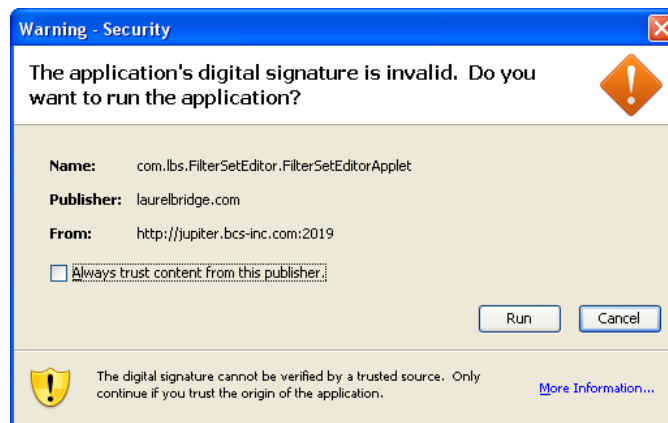 Warning - Security
The application's digital signature is invalid. Do you
want to run the application?
Name: com.lbs.FilterSetEditor.FilterSetEditorApplet
Publisher: laurelbridge.com
From: http://jupiter.bcs-inc.com:2019
Always trust content from this publisher.
Run Cancel
The digital signature cannot be verified by a trusted source. Only
continue if you trust the origin of the application.
More Information...